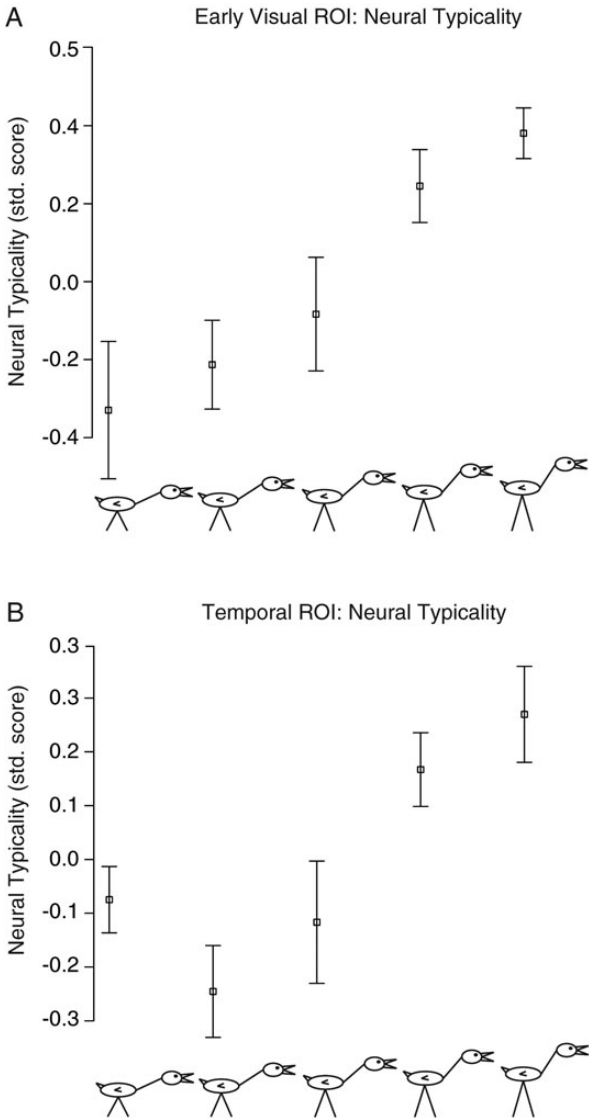 A
Early Visual ROI: Neural Typicality
Neural Typicality (std. score)
0.5
0.4
0.2
0.0
-0.2
-0.4
B
Temporal ROI: Neural Typicality
Neural Typicality (std. score)
0.3
0.3
0.2
0.1
0.0
-0.1
-0.2
-0.3